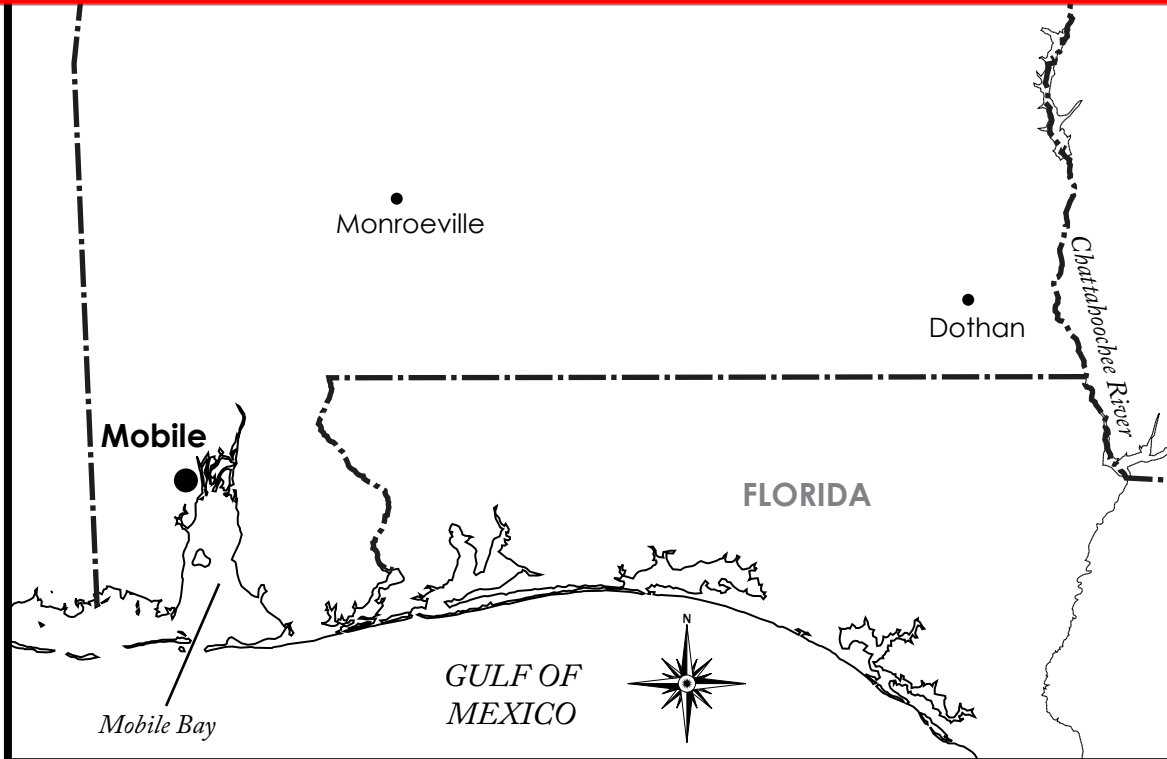 Monroeville
Chattahoochee River
Dothan
Mobile
FLORIDA
N
GULF OF
MEXICO
Mobile Bay